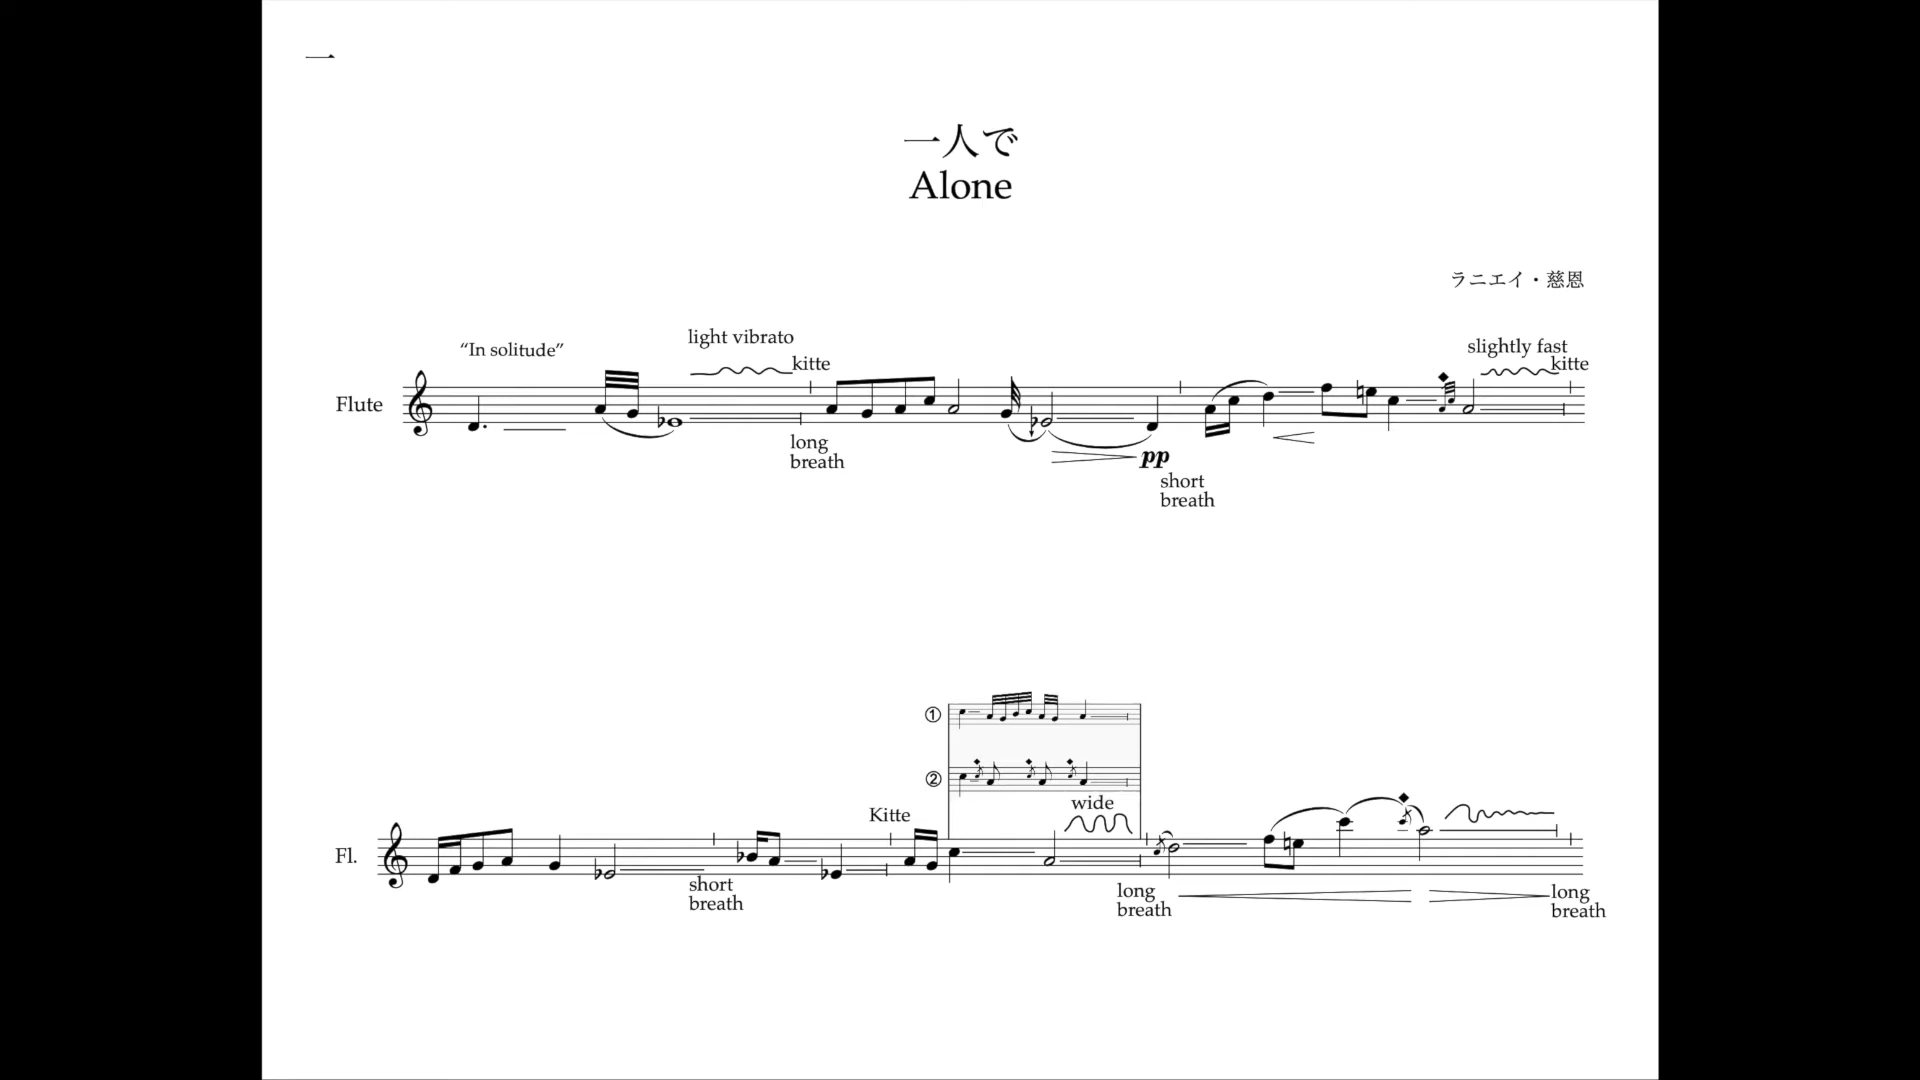 一
一人で
Alone
ラニエイ・慈恩
light vibrato
“In solitude”
kitte
slightly fast
kitte
Flute
long
breath
pp
short
breath
①
②
wide
Kitte
Fl.
short
breath
long
breath
long
breath